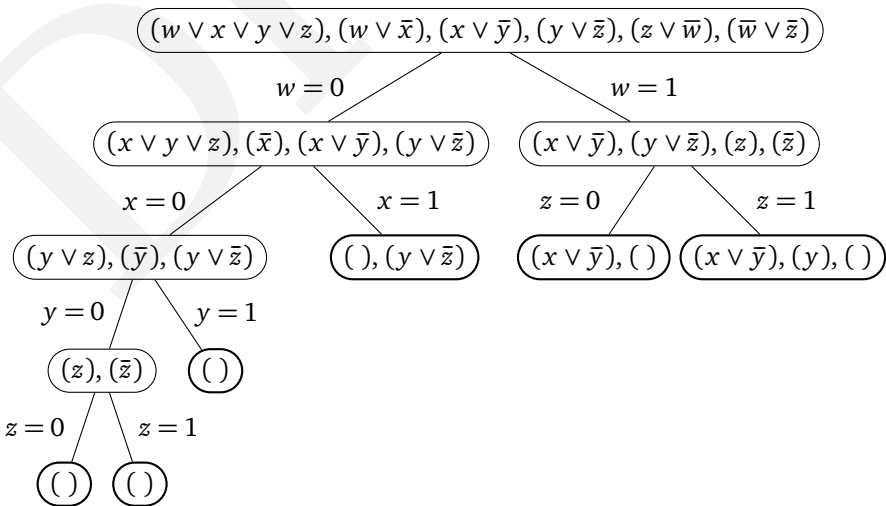 (w ∨ x ∨ y ∨ z), (w ∨ x̄), (x ∨ ȳ), (y ∨ z̄), (z ∨ w̄), (w̄ ∨ z̄)
w = 0 w = 1
(x ∨ y ∨ z), (x̄), (x ∨ ȳ), (y ∨ z̄) (x ∨ ȳ), (y ∨ z̄), (z), (z̄)
x = 0 x = 1 z = 0 z = 1
(y ∨ z), (ȳ), (y ∨ z̄) ( ), (y ∨ z̄) (x ∨ ȳ), ( ) (x ∨ ȳ), (y), ( )
y = 0 y = 1
(z), (z̄) ( )
z = 0 z = 1
( ) ( )